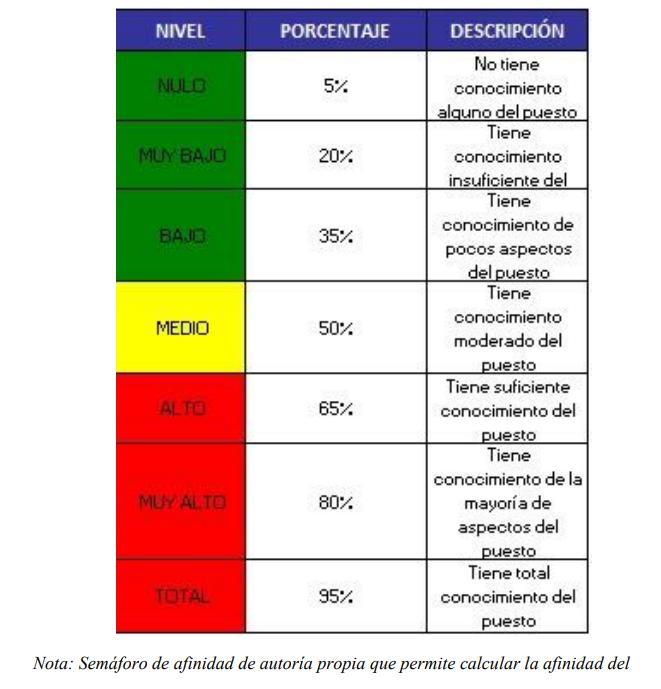 NIVEL PORCENTAJE DESCRIPCIÓN
NULO 5% No tiene
conocimiento
alguno del puesto
MUY BAJO 20% Tiene
conocimiento
insuficiente del
BAJO 35% Tiene
conocimiento de
pocos aspectos
del puesto
MEDIO 50% Tiene
conocimiento
moderado del
puesto
ALTO 65% Tiene suficiente
conocimiento del
puesto
MUY ALTO 80% Tiene
conocimiento de la
mayoría de
aspectos del
puesto
TOTAL 95% Tiene total
conocimiento del
puesto
Nota: Semáforo de afinidad de autoría propia que permite calcular la afinidad del